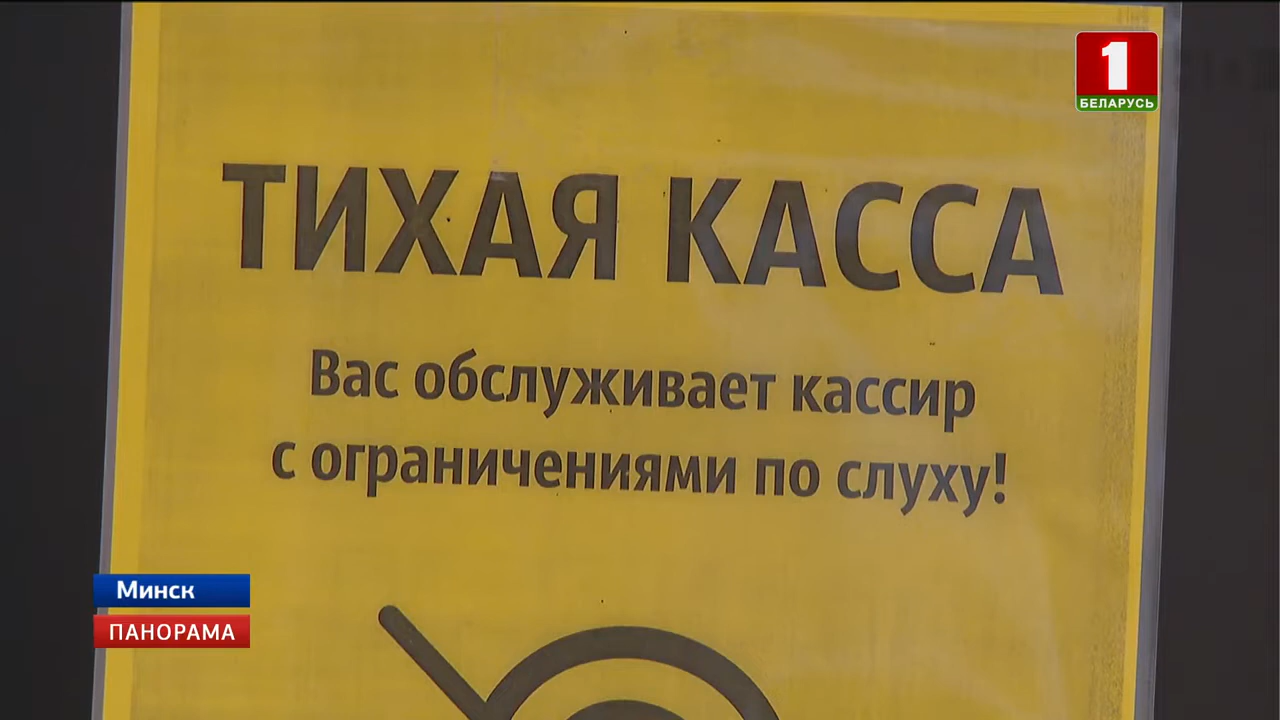 1
БЕЛАРУСЬ
ТИХАЯ КАССА
Вас обслуживает кассир
с ограничениями по слуху!
Минск
ПАНОРАМА